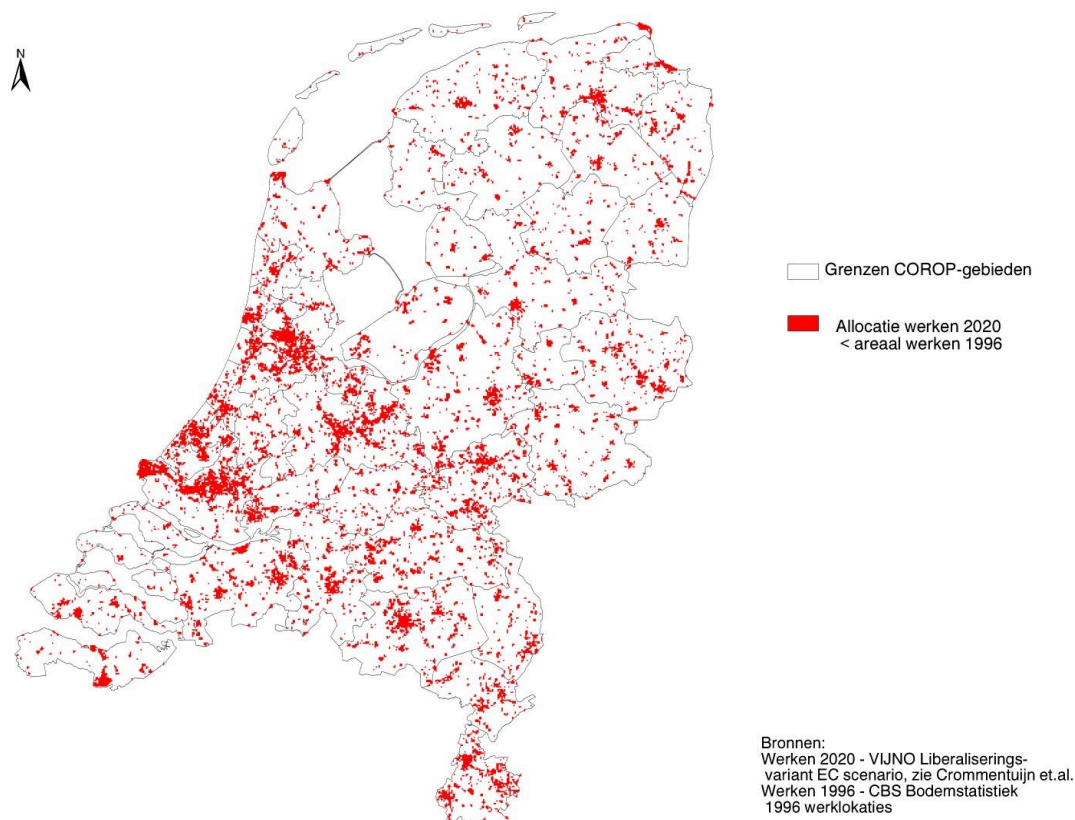 N
Grenzen COROP-gebieden
Allocatie werken 2020
< areaal werken 1996
Bronnen:
Werken 2020 - VIJNO Liberaliserings-
variant EC scenario, zie Crommentuijn et.al.
Werken 1996 - CBS Bodemstatistiek
1996 werklokaties